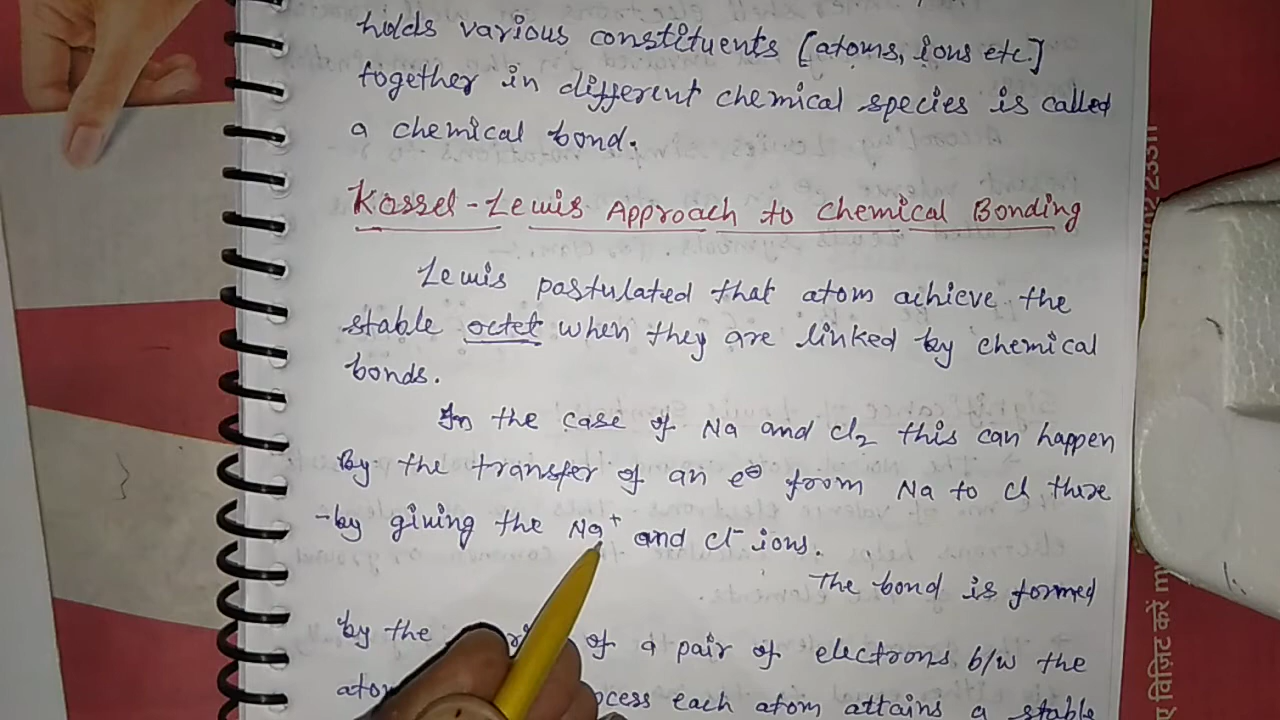 holds various constituents [atoms, ions etc.]
together in different chemical species is called
a chemical bond.
Kossel-Lewis Approach to Chemical Bonding
Lewis postulated that atom achieve the
stable octet when they are linked by chemical
bonds.
In the case of Na and Cl2 this can happen
By the transfer of an e⊖ from Na to Cl there
-by giving the Na+ and Cl- ions.
The bond is formed
by the of a pair of electrons b/w the
each atom attains a stable
ए विज़िट करें
23311